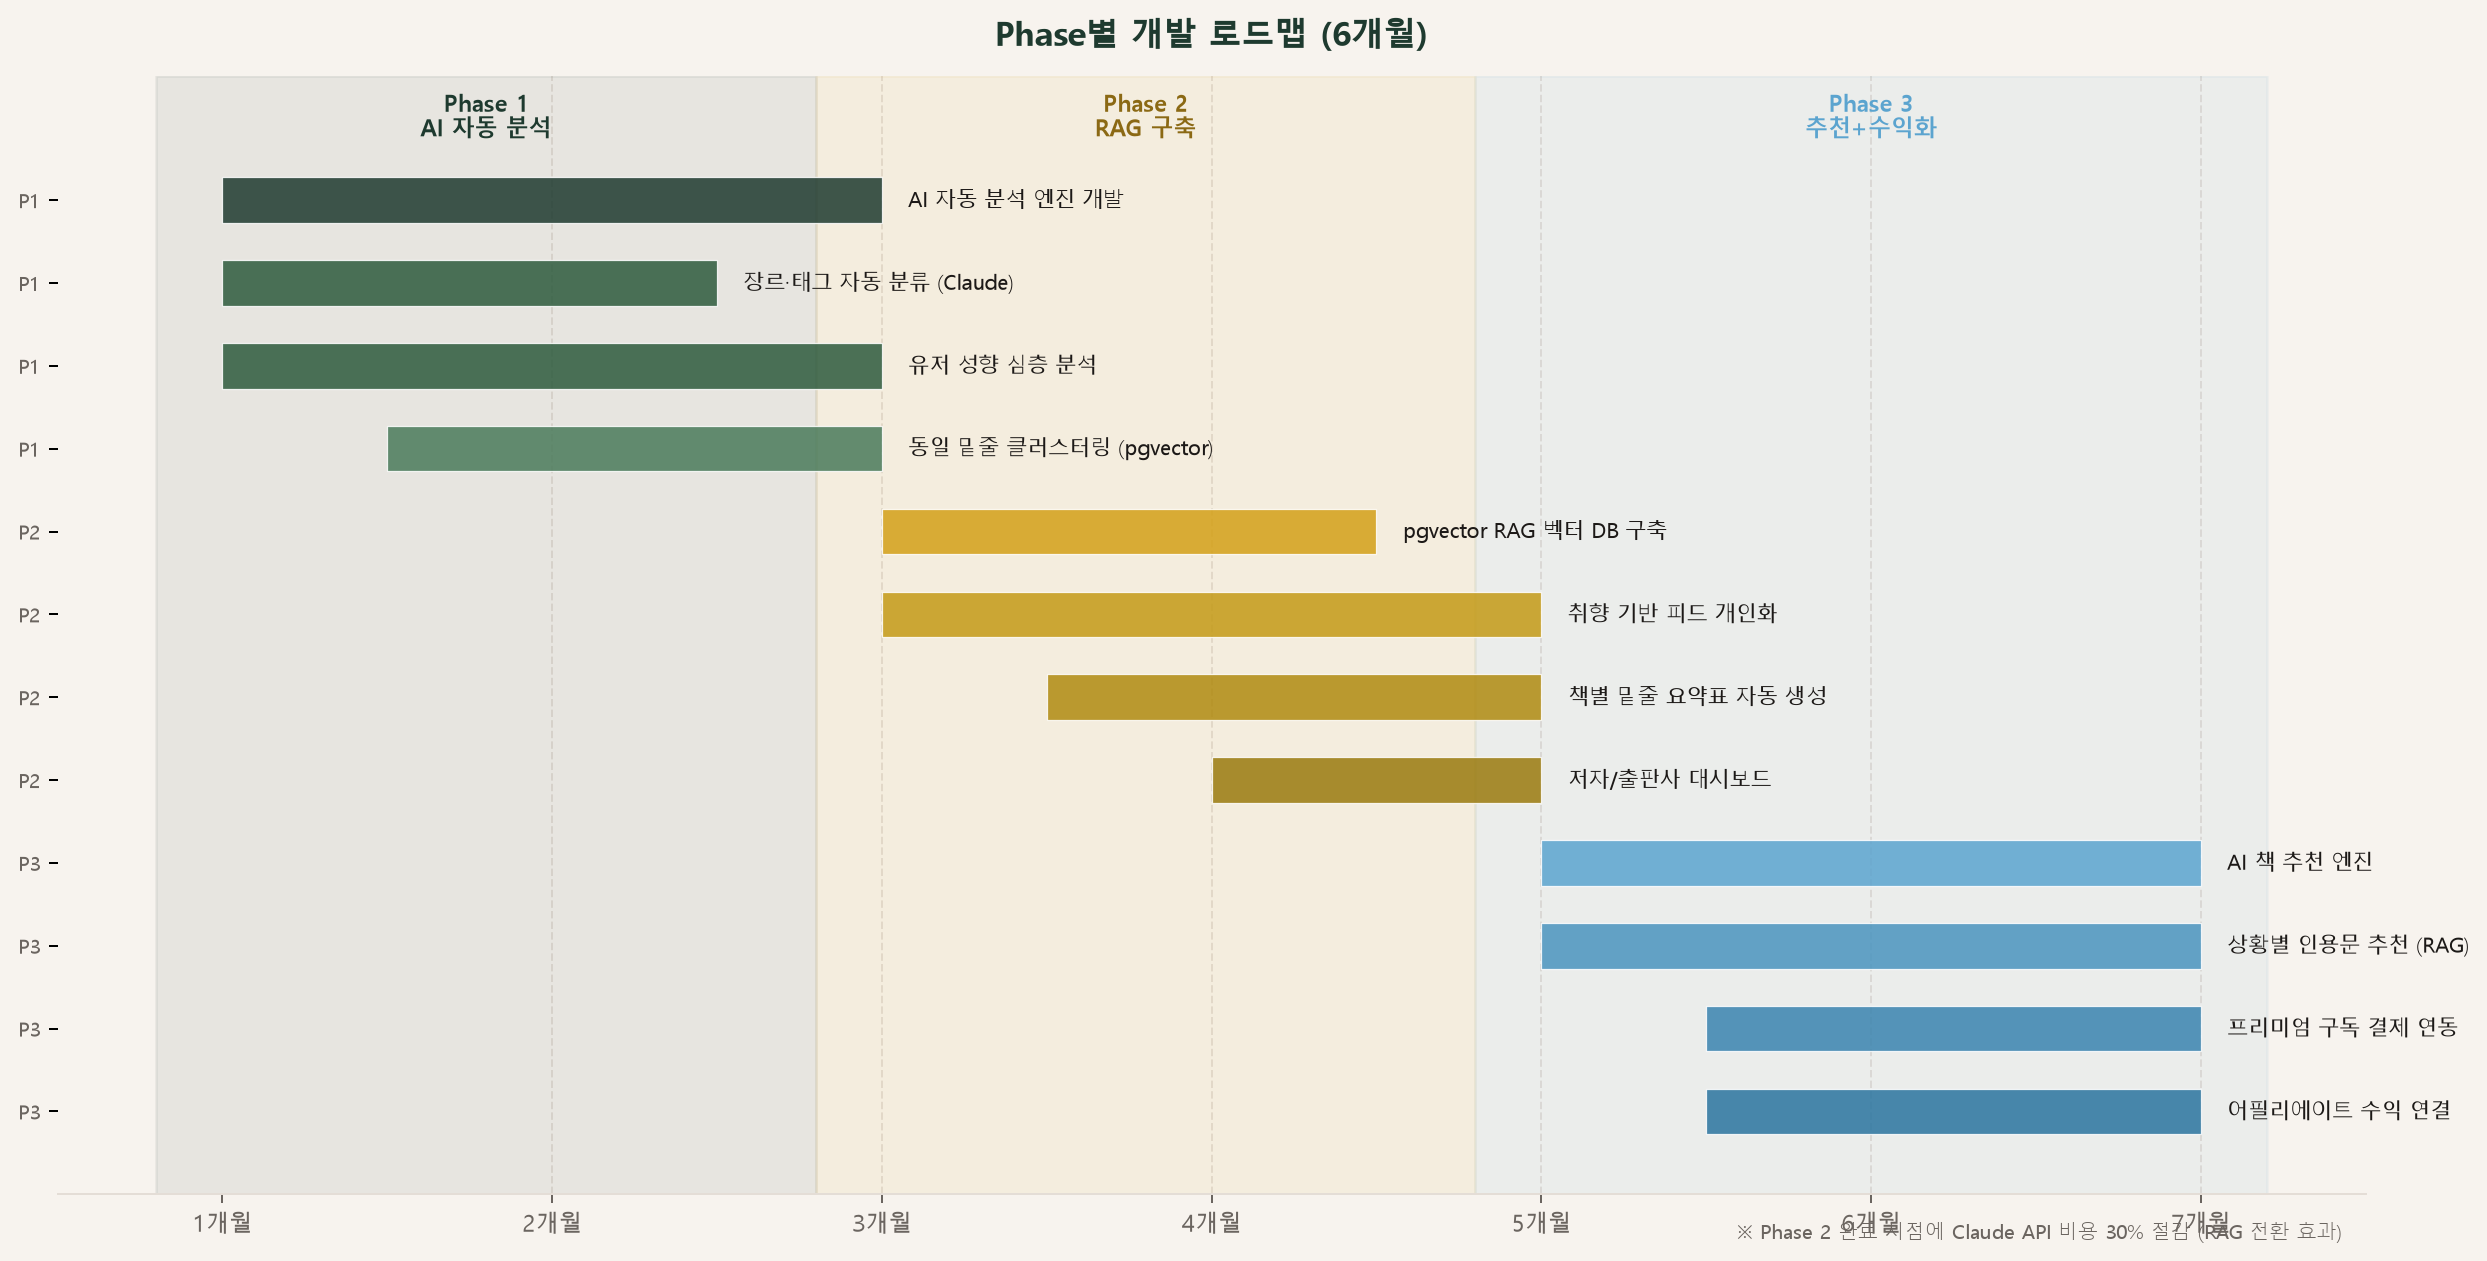 Phase별 개발 로드맵 (6개월)
Phase 1
AI 자동 분석
Phase 2
RAG 구축
Phase 3
추천+수익화
P1 AI 자동 분석 엔진 개발
P1 장르·태그 자동 분류 (Claude)
P1 유저 성향 심층 분석
P1 동일 밑줄 클러스터링 (pgvector)
P2 pgvector RAG 벡터 DB 구축
P2 취향 기반 피드 개인화
P2 책별 밑줄 요약표 자동 생성
P2 저자/출판사 대시보드
P3 AI 책 추천 엔진
P3 상황별 인용문 추천 (RAG)
P3 프리미엄 구독 결제 연동
P3 어필리에이트 수익 연결
1개월 2개월 3개월 4개월 5개월 6개월 7개월
※ Phase 2 완료 시점에 Claude API 비용 30% 절감 (RAG 전환 효과)